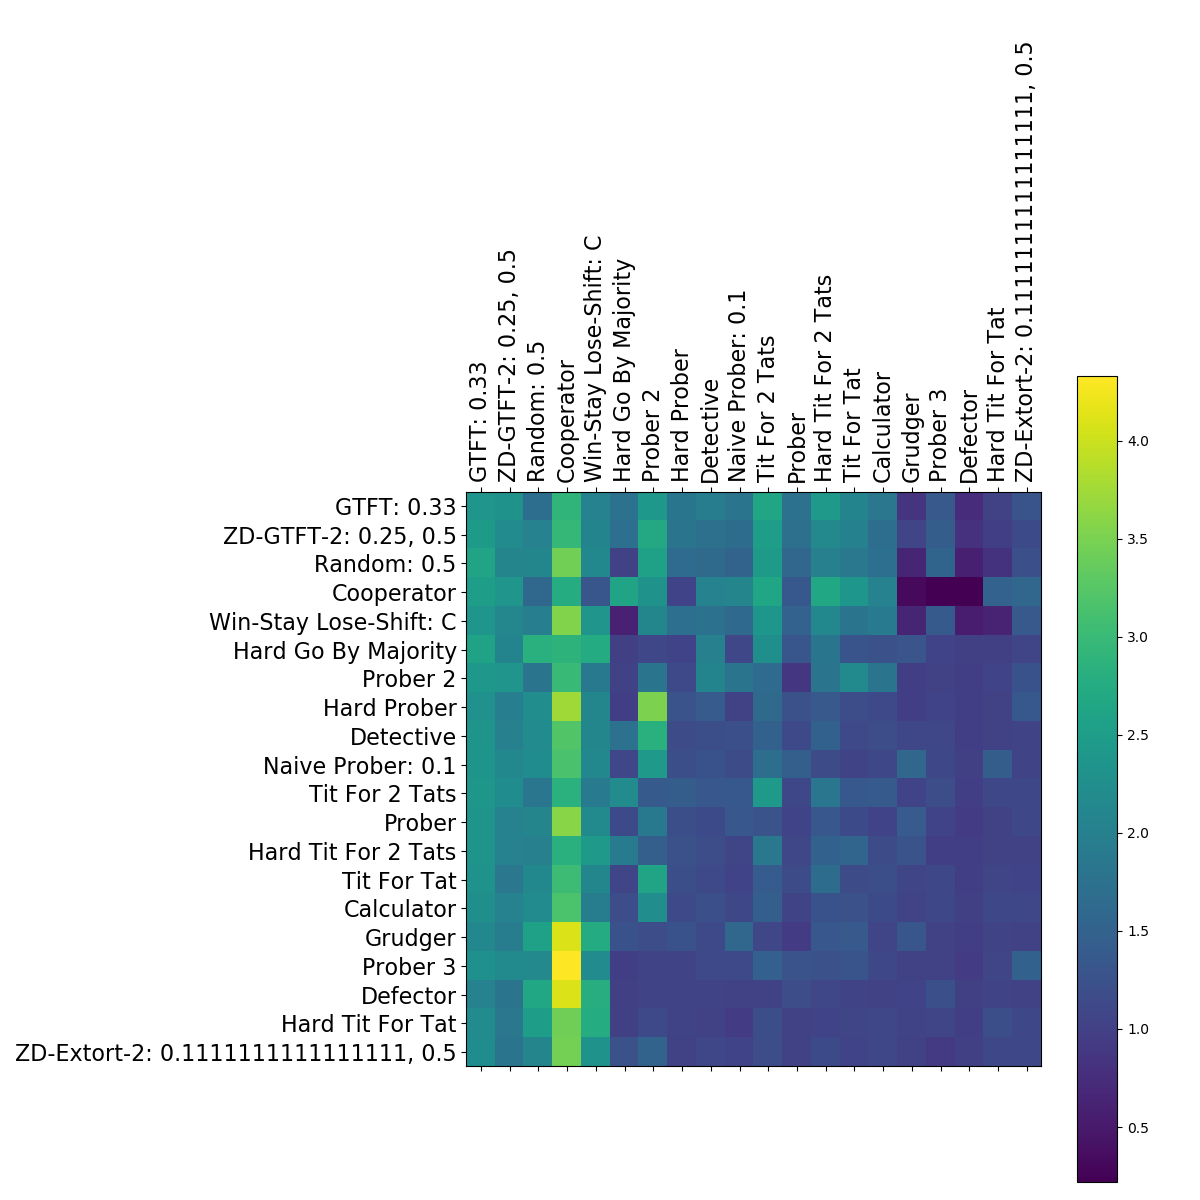 GTFT: 0.33
ZD-GTFT-2: 0.25, 0.5
Random: 0.5
Cooperator
Win-Stay Lose-Shift: C
Hard Go By Majority
Prober 2
Hard Prober
Detective
Naive Prober: 0.1
Tit For 2 Tats
Prober
Hard Tit For 2 Tats
Tit For Tat
Calculator
Grudger
Prober 3
Defector
Hard Tit For Tat
ZD-Extort-2: 0.1111111111111111, 0.5
GTFT: 0.33
ZD-GTFT-2: 0.25, 0.5
Random: 0.5
Cooperator
Win-Stay Lose-Shift: C
Hard Go By Majority
Prober 2
Hard Prober
Detective
Naive Prober: 0.1
Tit For 2 Tats
Prober
Hard Tit For 2 Tats
Tit For Tat
Calculator
Grudger
Prober 3
Defector
Hard Tit For Tat
ZD-Extort-2: 0.1111111111111111, 0.5
4.0
3.5
3.0
2.5
2.0
1.5
1.0
0.5